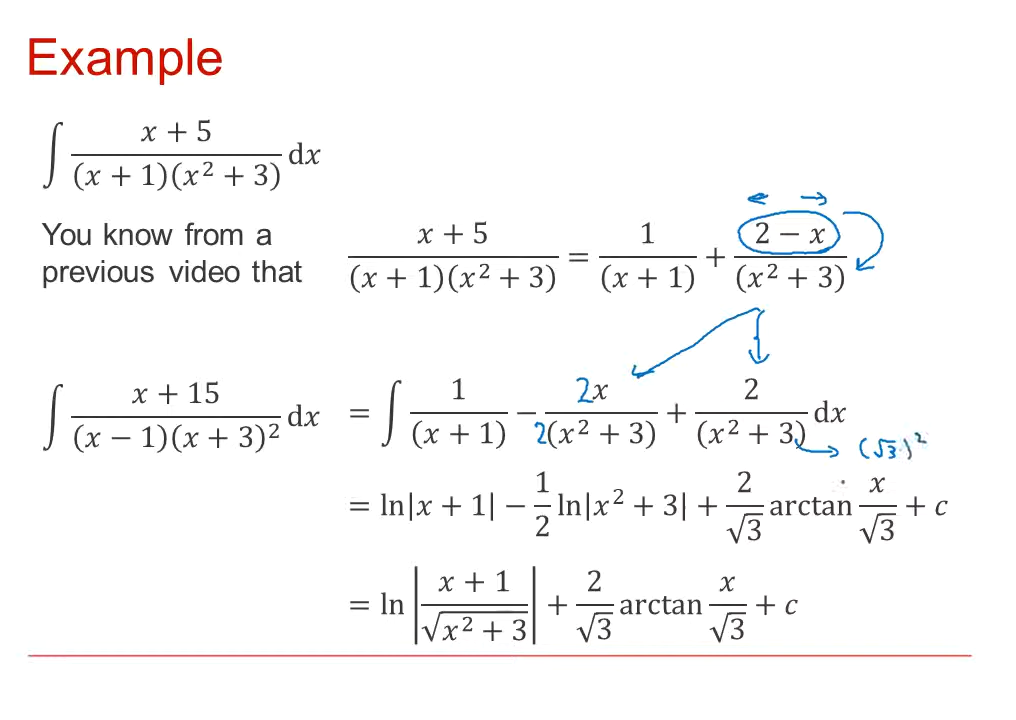 Example
∫ (x + 5)/((x + 1)(x² + 3)) dx
You know from a previous video that (x + 5)/((x + 1)(x² + 3)) = 1/(x + 1) + (2 − x)/(x² + 3)
∫ (x + 15)/((x − 1)(x + 3)²) dx = ∫ 1/(x + 1) − 2x/(2(x² + 3)) + 2/(x² + 3) dx
(√3)²
= ln|x + 1| − 1/2 ln|x² + 3| + 2/√3 arctan x/√3 + c
= ln |(x + 1)/√(x² + 3)| + 2/√3 arctan x/√3 + c